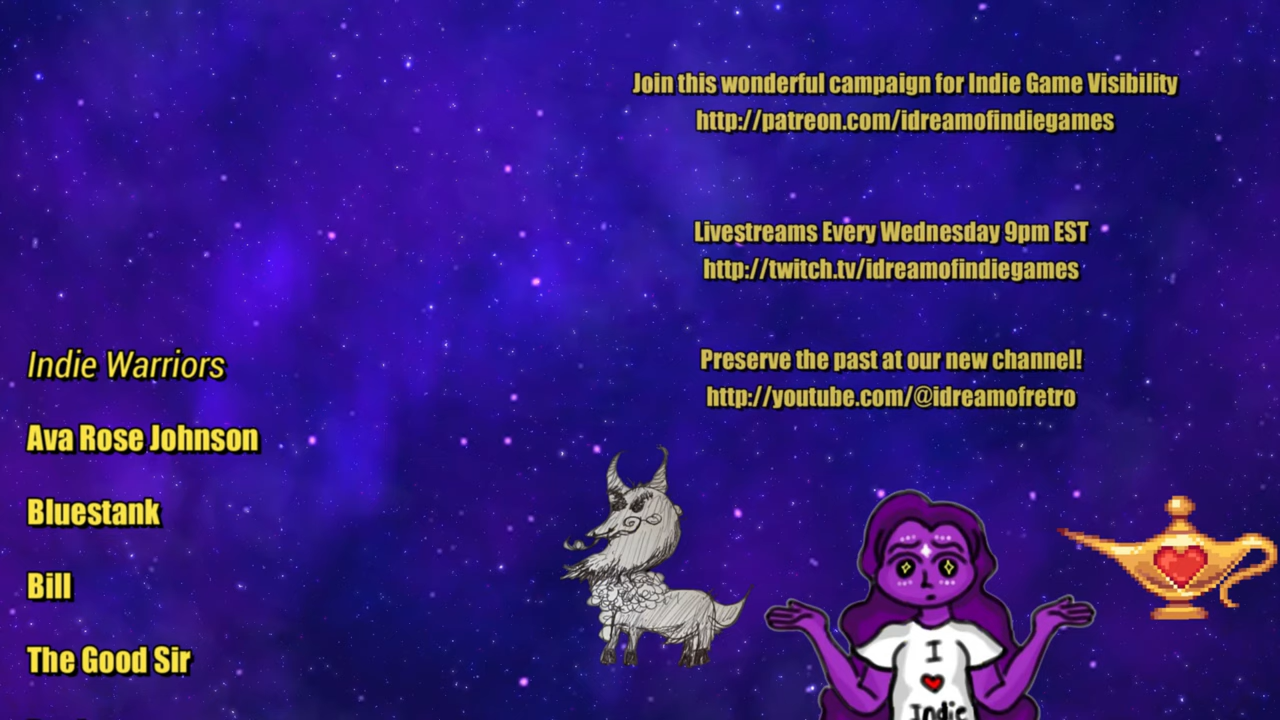 Join this wonderful campaign for Indie Game Visibility
http://patreon.com/idreamofindiegames
Livestreams Every Wednesday 9pm EST
http://twitch.tv/idreamofindiegames
Preserve the past at our new channel!
http://youtube.com/@idreamofretro
Indie Warriors
Ava Rose Johnson
Bluestank
Bill
The Good Sir
I
Indie